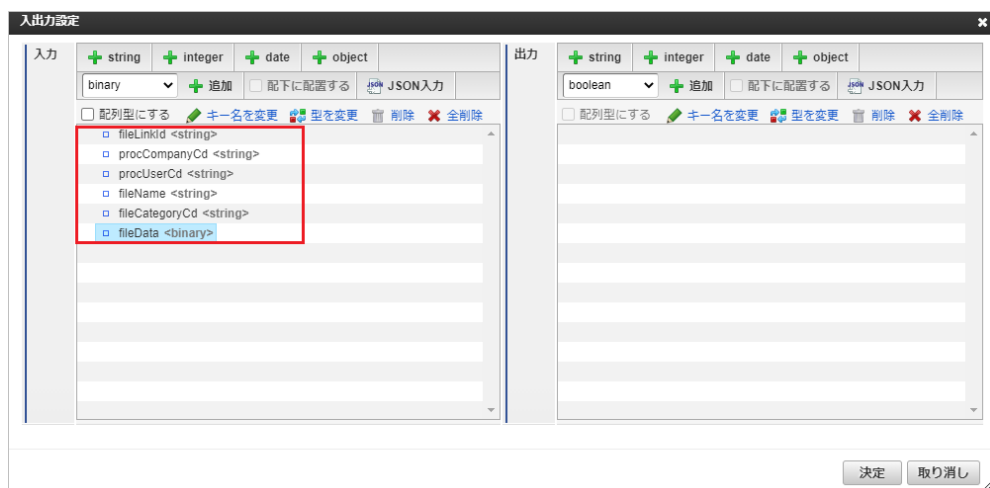 入出力設定
入力
string
integer
date
object
binary
追加
配下に配置する
JSON入力
配列型にする
キー名を変更
型を変更
削除
全削除
fileLinkId <string>
procCompanyCd <string>
procUserCd <string>
fileName <string>
fileCategoryCd <string>
fileData <binary>
出力
string
integer
date
object
boolean
追加
配下に配置する
JSON入力
配列型にする
キー名を変更
型を変更
削除
全削除
決定
取り消し